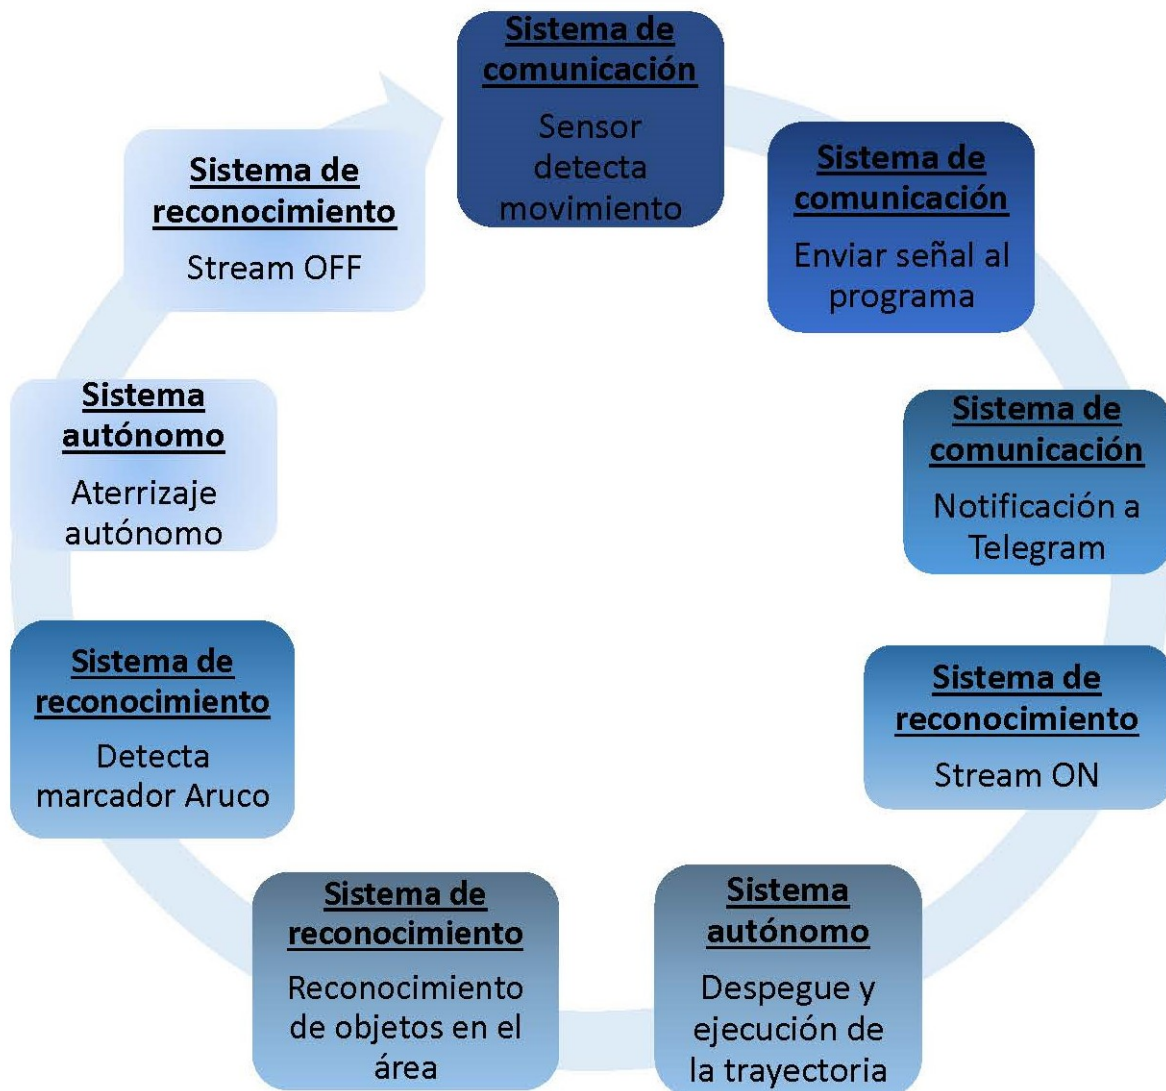 Sistema de
comunicación
Sensor
detecta
movimiento
Sistema de
comunicación
Enviar señal al
programa
Sistema de
comunicación
Notificación a
Telegram
Sistema de
reconocimiento
Stream ON
Sistema
autónomo
Despegue y
ejecución de
la trayectoria
Sistema de
reconocimiento
Reconocimiento
de objetos en el
área
Sistema de
reconocimiento
Detecta
marcador Aruco
Sistema
autónomo
Aterrizaje
autónomo
Sistema de
reconocimiento
Stream OFF